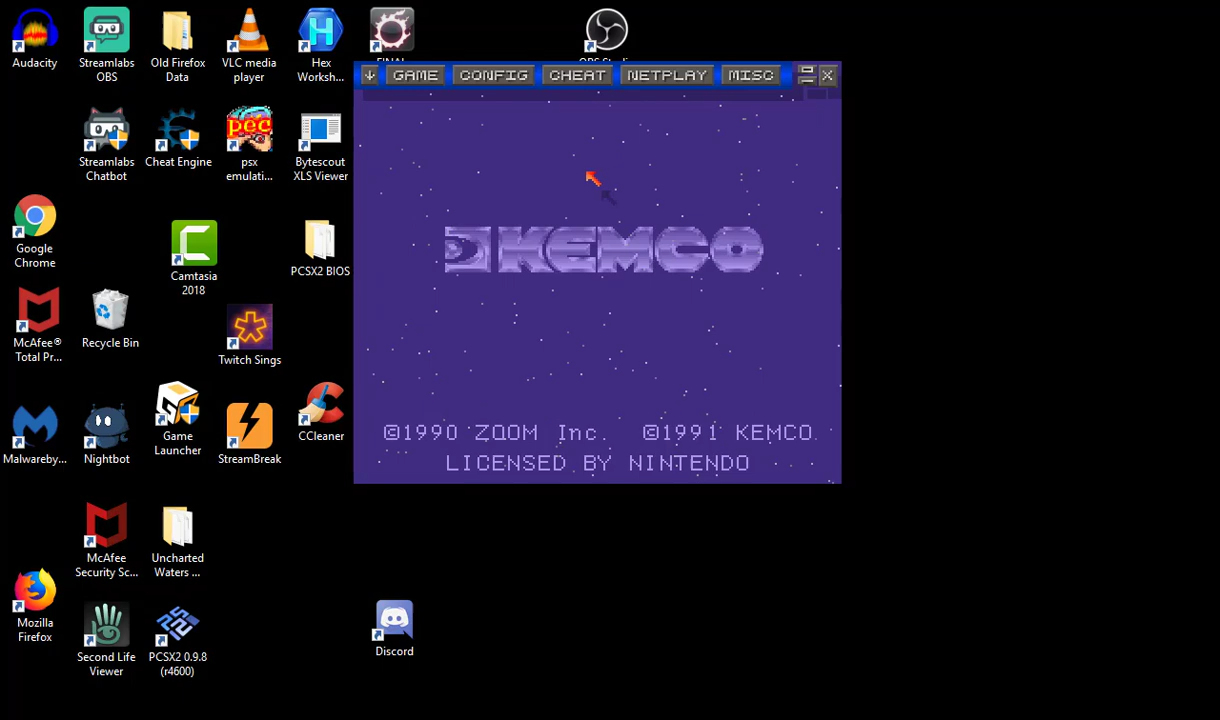 Audacity
Streamlabs
OBS
Old Firefox
Data
VLC media
player
Hex
Worksh...
GAME
CONFIG
CHEAT
NETPLAY
MISC
Streamlabs
Chatbot
Cheat Engine
pec
psx
emulati...
Bytescout
XLS Viewer
KEMCO
Google
Chrome
Camtasia
2018
PCSX2 BIOS
McAfee®
Total Pr...
Recycle Bin
Twitch Sings
Malwareby...
Nightbot
Game
Launcher
StreamBreak
CCleaner
©1990 ZOOM Inc. ©1991 KEMCO
LICENSED BY NINTENDO
McAfee
Security Sc...
Uncharted
Waters ...
Mozilla
Firefox
Second Life
Viewer
PCSX2 0.9.8
(r4600)
Discord